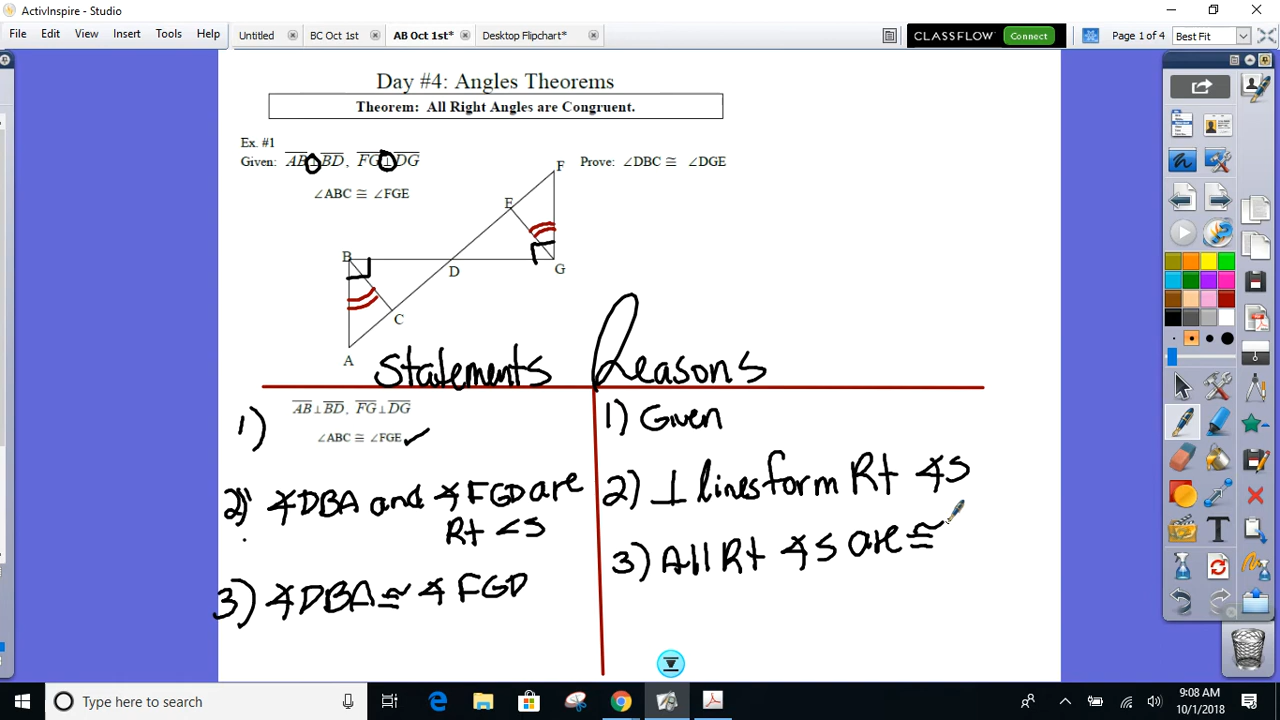 ActivInspire - Studio
File Edit View Insert Tools Help
Untitled
BC Oct 1st
AB Oct 1st*
Desktop Flipchart*
CLASSFLOW Connect
Page 1 of 4
Best Fit
Day #4: Angles Theorems
Theorem: All Right Angles are Congruent.
Ex. #1
Given: AB⊥BD, FG⊥DG
∠ABC ≅ ∠FGE
Prove: ∠DBC ≅ ∠DGE
F
E
B
D
G
C
A
Statements Reasons
1) AB⊥BD, FG⊥DG
∠ABC ≅ ∠FGE
1) Given
2) ∡DBA and ∡FGD are
Rt <s
2) ⊥ lines form Rt ∡s
3) ∡DBA ≅ ∡FGD
3) All Rt ∡s are ≅
Type here to search
9:08 AM
10/1/2018